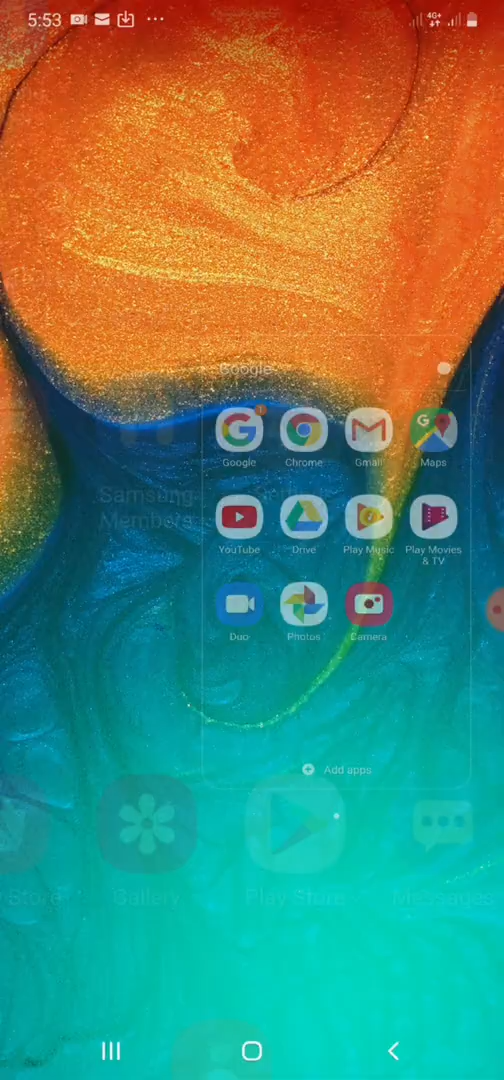 5:53
4G+
Google
Google
Chrome
Gmail
Maps
YouTube
Drive
Play Music
Play Movies
& TV
Duo
Photos
Camera
Add apps
Samsung
Members
Store
Gallery
Play Store
Messages